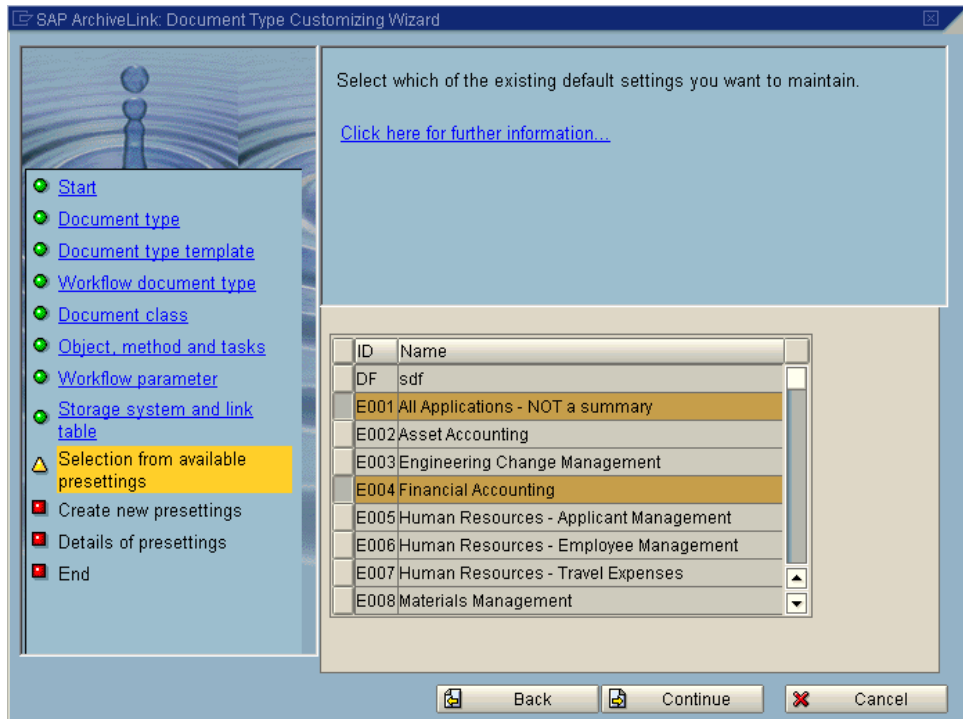 SAP ArchiveLink: Document Type Customizing Wizard
Select which of the existing default settings you want to maintain.
Click here for further information...
Start
Document type
Document type template
Workflow document type
Document class
Object, method and tasks
Workflow parameter
Storage system and link
table
Selection from available
presettings
Create new presettings
Details of presettings
End
ID Name
DF sdf
E001 All Applications - NOT a summary
E002 Asset Accounting
E003 Engineering Change Management
E004 Financial Accounting
E005 Human Resources - Applicant Management
E006 Human Resources - Employee Management
E007 Human Resources - Travel Expenses
E008 Materials Management
Back Continue Cancel